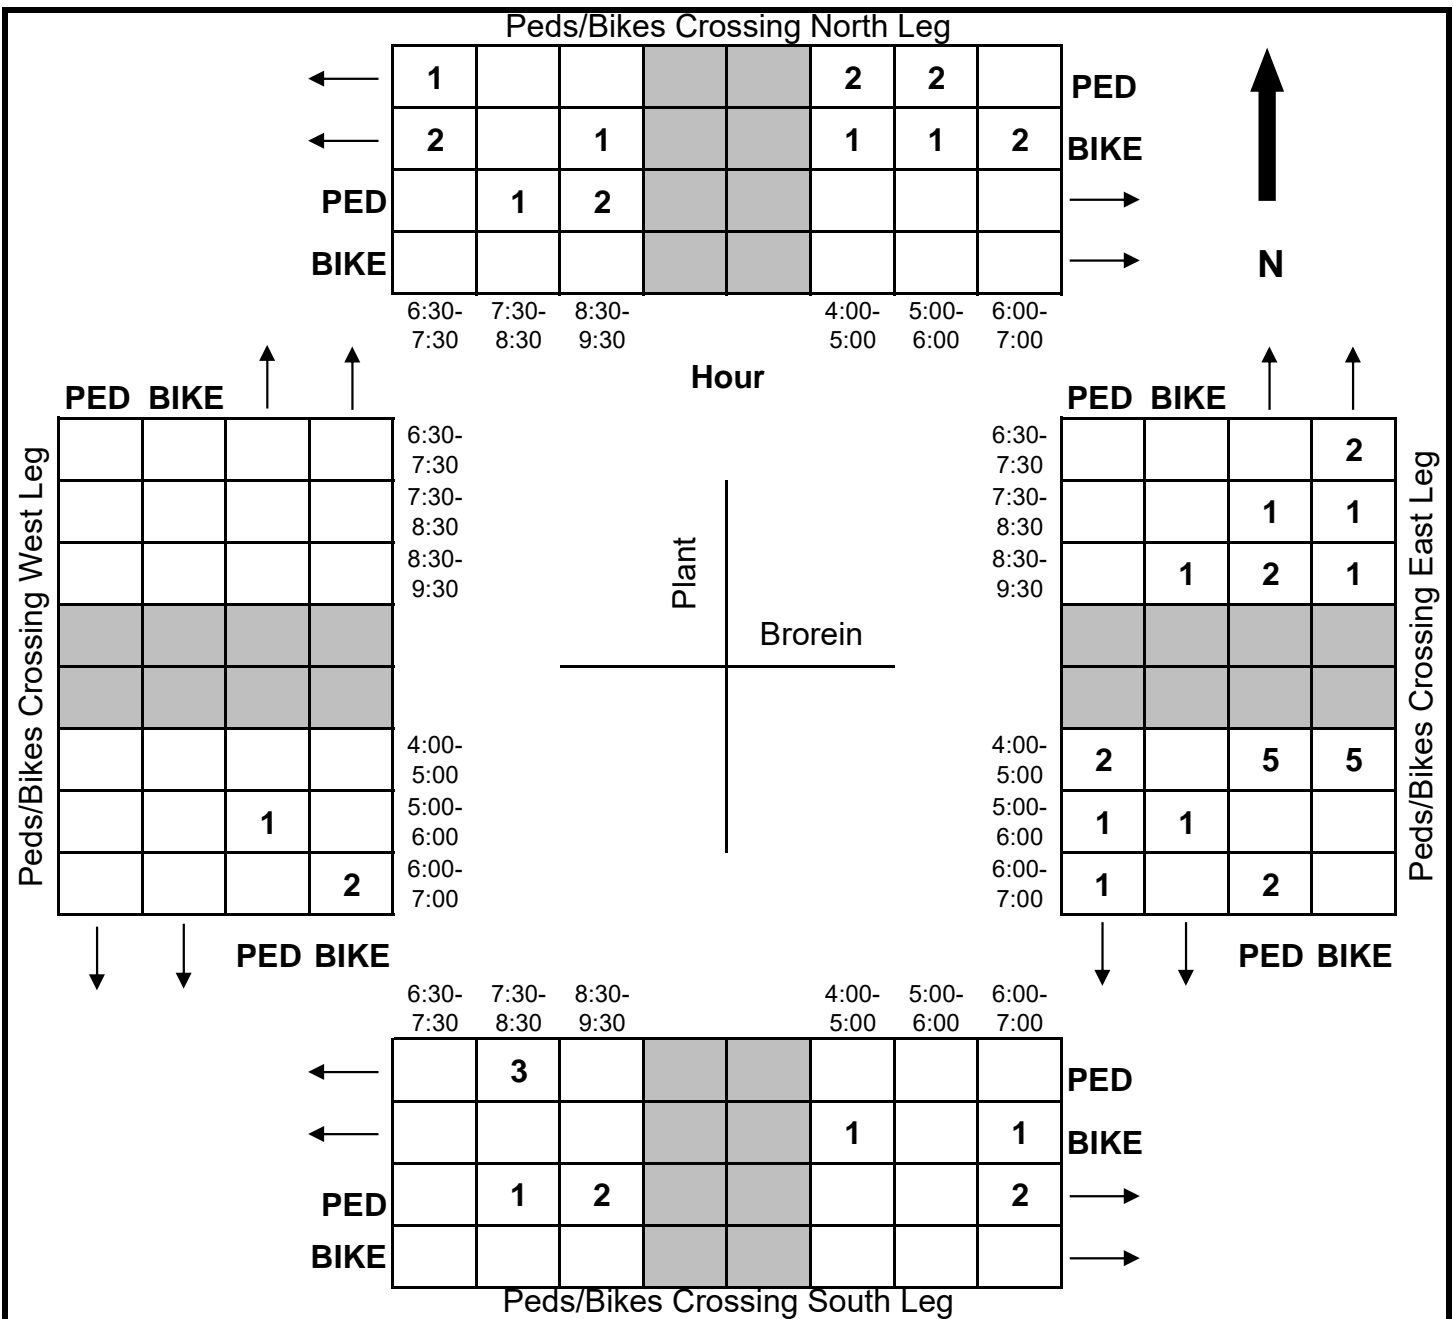 Peds/Bikes Crossing North Leg
1 2 2 PED
2 1 1 1 2 BIKE
PED 1 2
BIKE N
6:30- 7:30- 8:30- 4:00- 5:00- 6:00-
7:30 8:30 9:30 5:00 6:00 7:00
Hour
PED BIKE PED BIKE
Peds/Bikes Crossing West Leg
6:30-
7:30
7:30-
8:30
8:30-
9:30
4:00-
5:00
1 5:00-
6:00
2 6:00-
7:00
PED BIKE
Plant
Brorein
6:30-
7:30 2
7:30-
8:30 1 1
8:30-
9:30 1 2 1
4:00-
5:00 2 5 5
5:00-
6:00 1 1
6:00-
7:00 1 2
PED BIKE
Peds/Bikes Crossing East Leg
6:30- 7:30- 8:30- 4:00- 5:00- 6:00-
7:30 8:30 9:30 5:00 6:00 7:00
3 PED
1 1 BIKE
PED 1 2 2
BIKE
Peds/Bikes Crossing South Leg